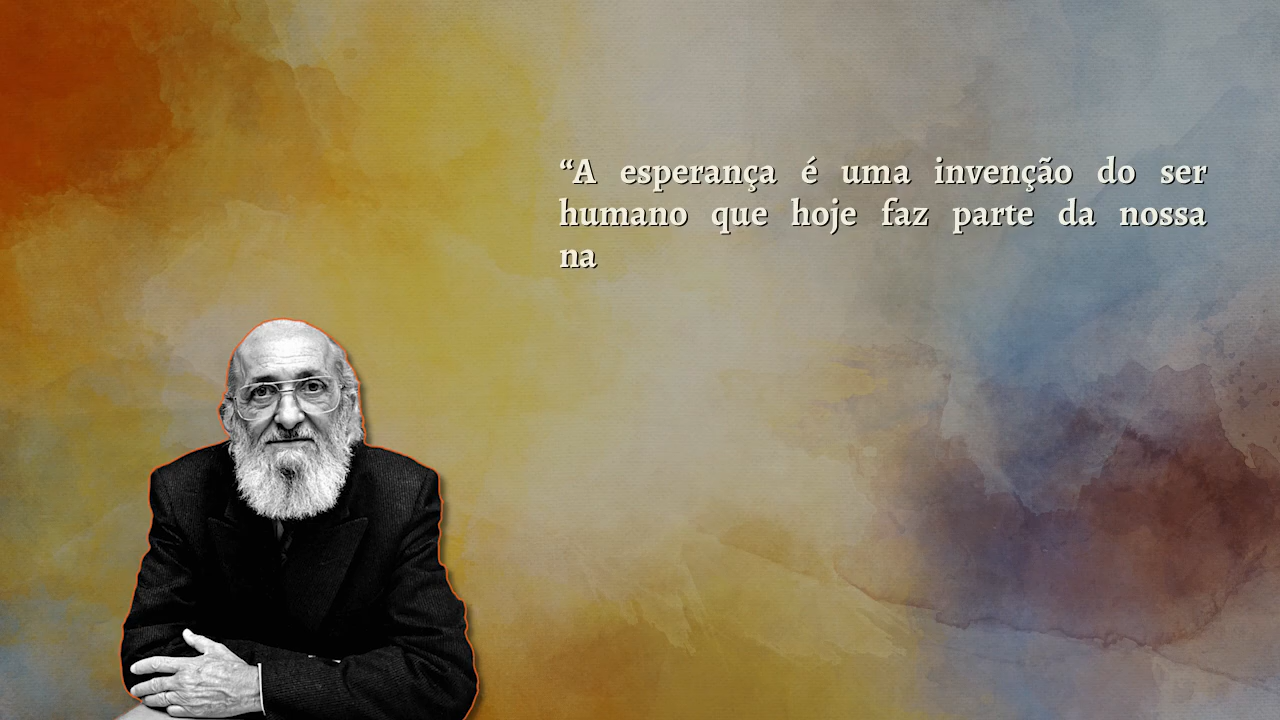 “A esperança é uma invenção do ser
humano que hoje faz parte da nossa
na